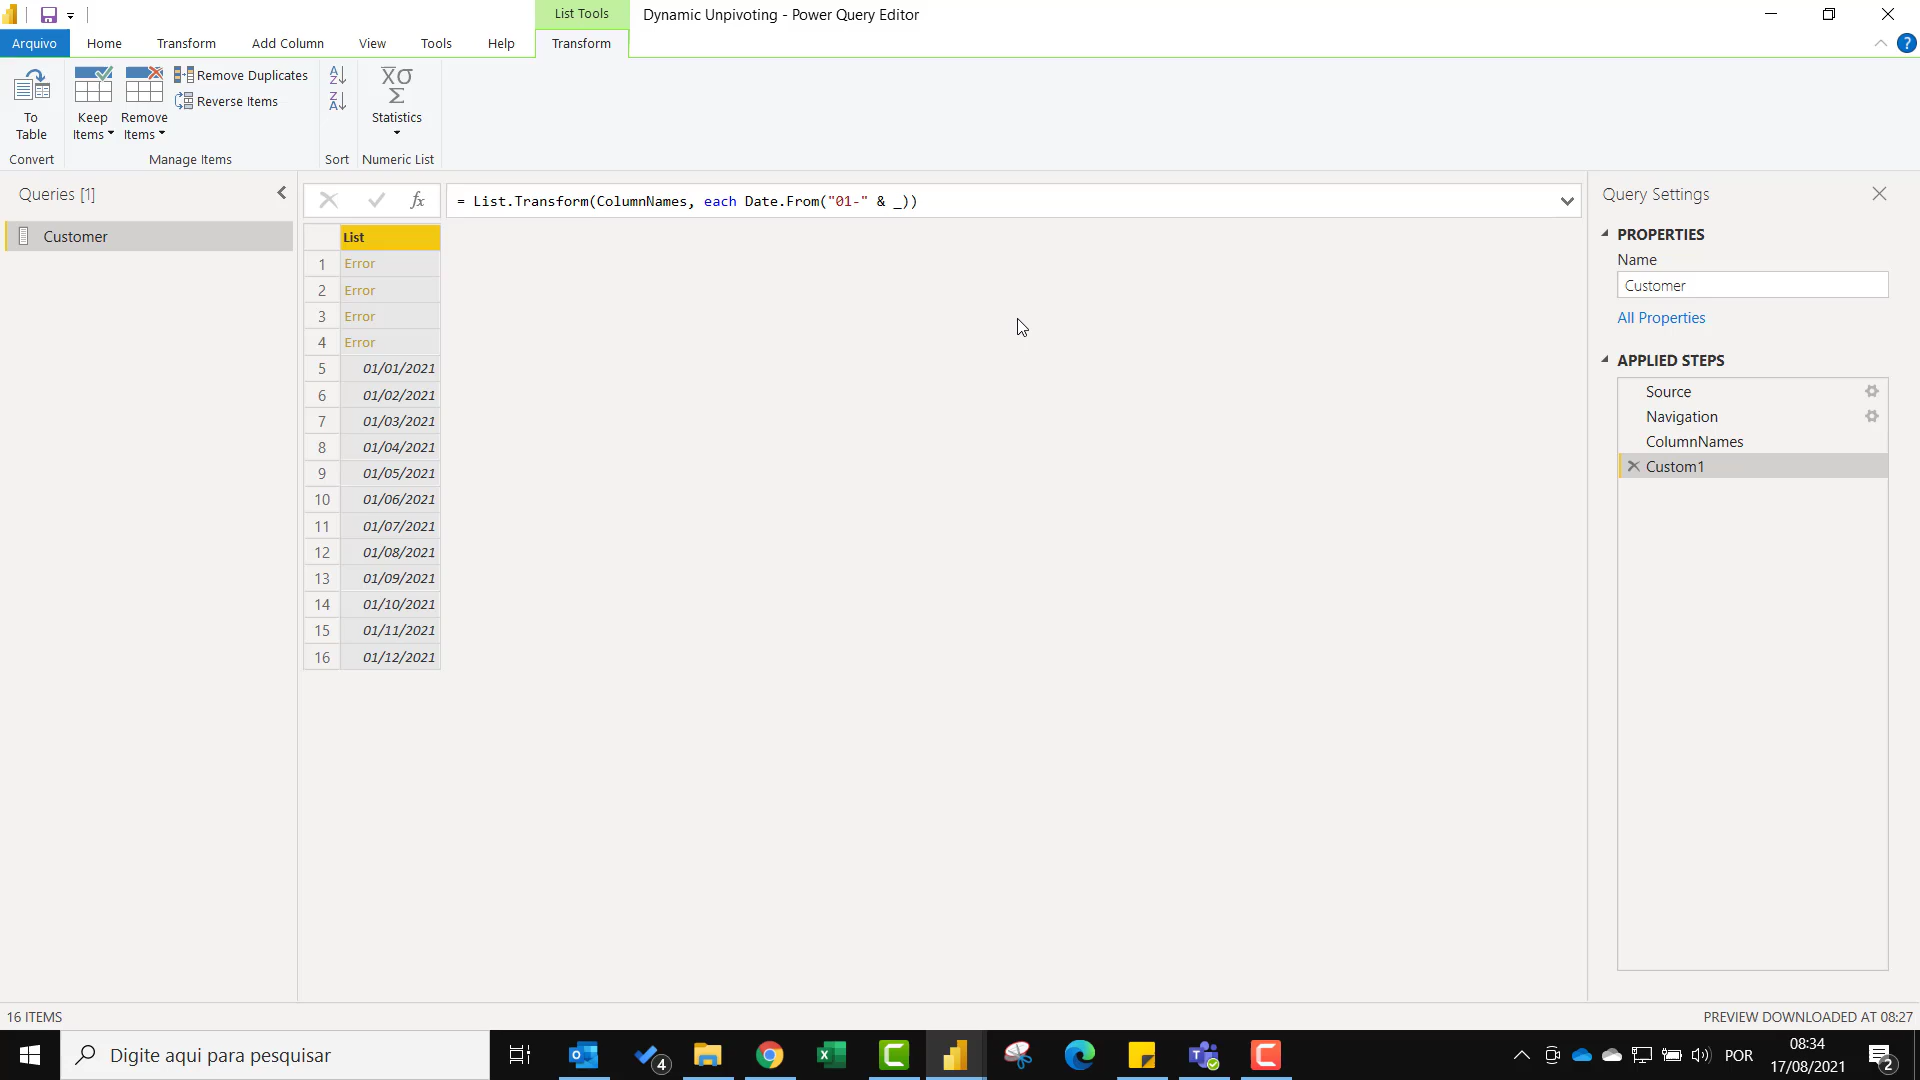 List Tools
Dynamic Unpivoting - Power Query Editor
Arquivo
Home
Transform
Add Column
View
Tools
Help
Transform
To
Table
Keep
Items
Remove
Items
Remove Duplicates
Reverse Items
Statistics
Convert
Manage Items
Sort
Numeric List
Queries [1]
Customer
fx
= List.Transform(ColumnNames, each Date.From("01-" & _))
List
1 Error
2 Error
3 Error
4 Error
5 01/01/2021
6 01/02/2021
7 01/03/2021
8 01/04/2021
9 01/05/2021
10 01/06/2021
11 01/07/2021
12 01/08/2021
13 01/09/2021
14 01/10/2021
15 01/11/2021
16 01/12/2021
Query Settings
PROPERTIES
Name
Customer
All Properties
APPLIED STEPS
Source
Navigation
ColumnNames
Custom1
16 ITEMS
PREVIEW DOWNLOADED AT 08:27
Digite aqui para pesquisar
4
POR
08:34
17/08/2021
2